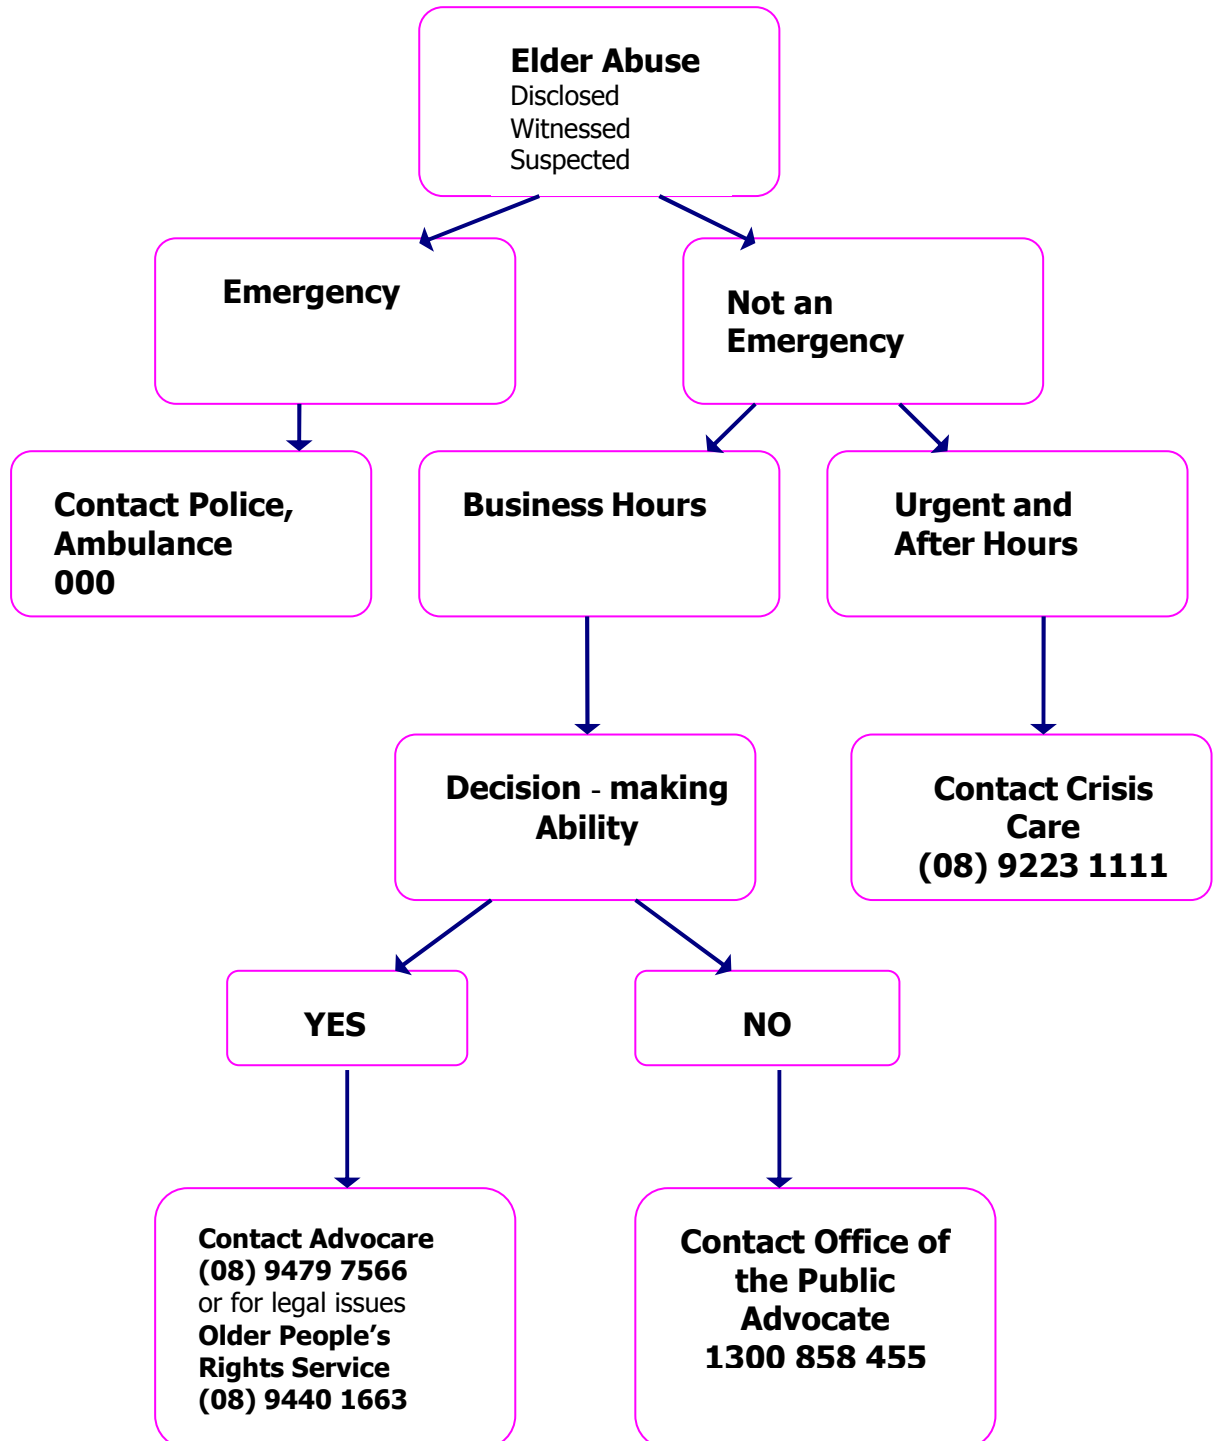 Elder Abuse
Disclosed
Witnessed
Suspected
Emergency
Not an
Emergency
Contact Police,
Ambulance
000
Business Hours
Urgent and
After Hours
Decision - making
Ability
Contact Crisis
Care
(08) 9223 1111
YES
NO
Contact Advocare
(08) 9479 7566
or for legal issues
Older People’s
Rights Service
(08) 9440 1663
Contact Office of
the Public
Advocate
1300 858 455